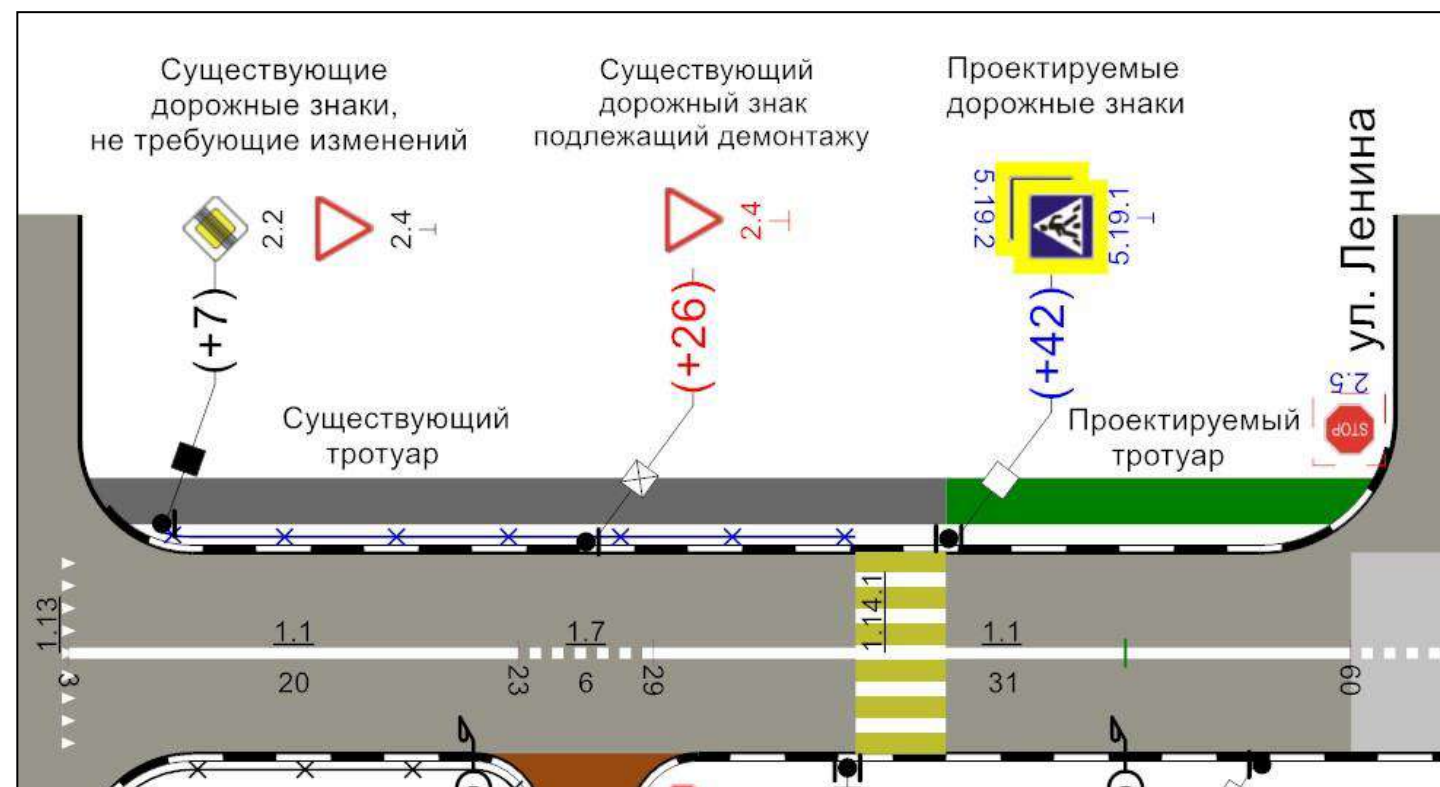 Существующие
дорожные знаки,
не требующие изменений
Существующий
дорожный знак
подлежащий демонтажу
Проектируемые
дорожные знаки
2.2
2.4
2.4
5.19.2
5.19.1
ул. Ленина
(+7)
(+26)
(+42)
2.5
STOP
Существующий
тротуар
Проектируемый
тротуар
1.13
1.1
1.7
1.14.1
1.1
3
20
23
6
29
31
60